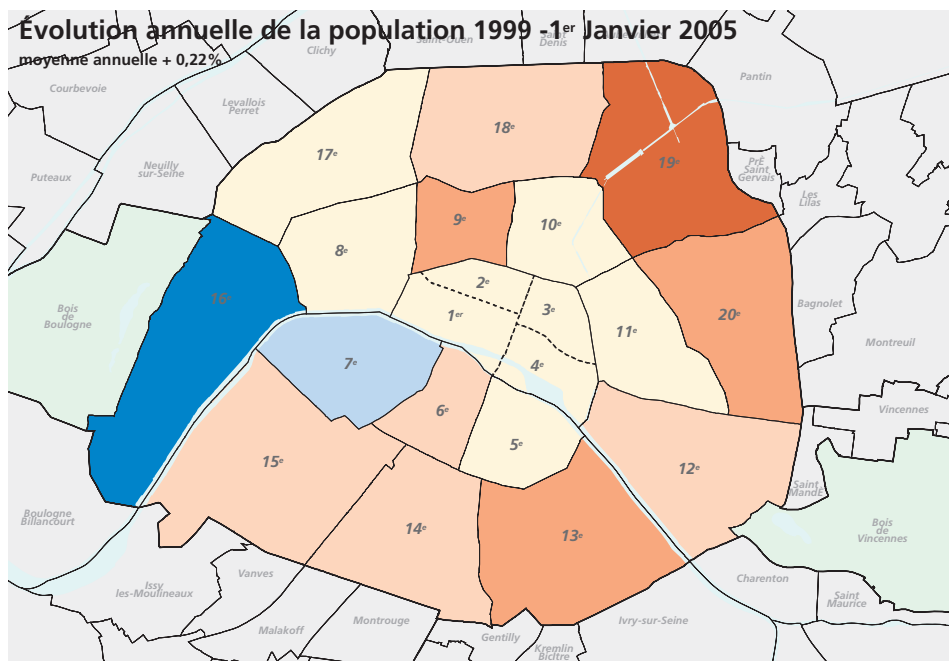 Évolution annuelle de la population 1999 -1er Janvier 2005
moyenne annuelle + 0,22%
Clichy
Saint-Ouen
Saint
Denis
Courbevoie
Levallois
Perret
Pantin
Puteaux
Neuilly
sur-Seine
PrÈ
Saint
Gervais
Les
Lilas
17e
18e
19e
9e
10e
8e
16e
2e
3e
1er
11e
20e
4e
7e
6e
5e
15e
12e
14e
13e
Bois
de
Boulogne
Bagnolet
Montreuil
Vincennes
Saint
MandÈ
Bois
de
Vincennes
Boulogne
Billancourt
Issy
les-Moulineaux
Vanves
Malakoff
Montrouge
Gentilly
Kremlin
BicÍtre
Ivry-sur-Seine
Charenton
Saint
Maurice